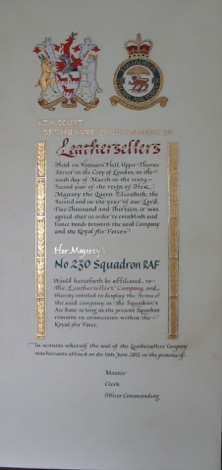 AT A COURT
OF THE WORSHIPFUL COMPANY OF
Leathersellers
Held in Vintners' Hall, Upper Thames
Street in the City of London on the
day of March in the sixty-
Second year of the reign of Her
Majesty the Queen Elizabeth, the
Second and in the year of our Lord
Two Thousand and Thirteen, it was
agreed that in order to establish and
foster bonds between the said Company
and the Royal Air Force
Her Majesty's
No 230 Squadron RAF
Would henceforth be affiliated to
the Leathersellers' Company and
thereby entitled to display the Arms of
the said company in the Squadron's
Air Base so long as the present Squadron
remains in commission within the
Royal Air Force.
In witness whereof the seal of the Leathersellers Company
was hereunto affixed on the June 2013 in the presence of
Master
Clerk
Officer Commanding